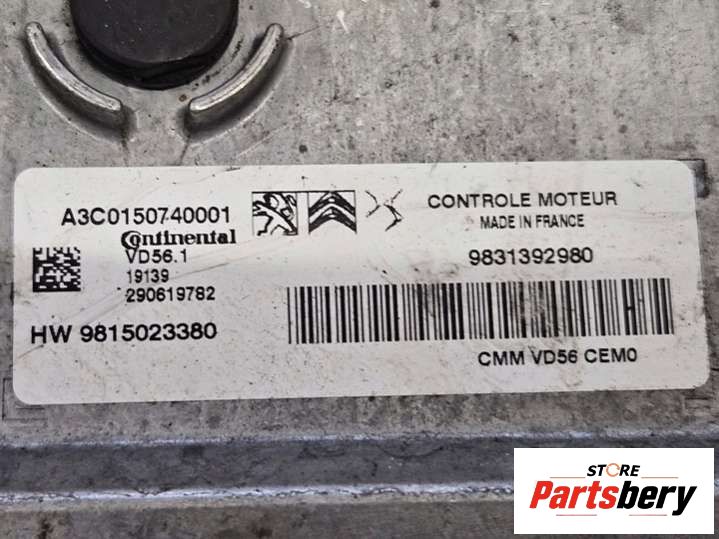 A3C0150740001
Continental
VD56.1
19139
290619782
HW 9815023380
CONTROLE MOTEUR
MADE IN FRANCE
9831392980
CMM VD56 CEM0
STORE
Partsbery